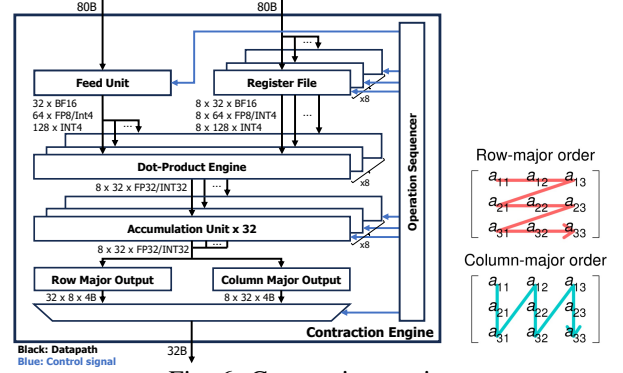 80B
80B
...
Feed Unit
Register File
x8
32 x BF16
64 x FP8/Int4
128 x INT4
8 x 32 x BF16
8 x 64 x FP8/Int4
8 x 128 x INT4
...
...
Dot-Product Engine
x8
8 x 32 x FP32/INT32
...
Accumulation Unit x 32
x8
8 x 32 x FP32/INT32
...
Row Major Output
Column Major Output
32 x 8 x 4B
8 x 32 x 4B
Operation Sequencer
Contraction Engine
Black: Datapath
Blue: Control signal
32B
Row-major order
a11 a12 a13
a21 a22 a23
a31 a32 a33
Column-major order
a11 a12 a13
a21 a22 a23
a31 a32 a33